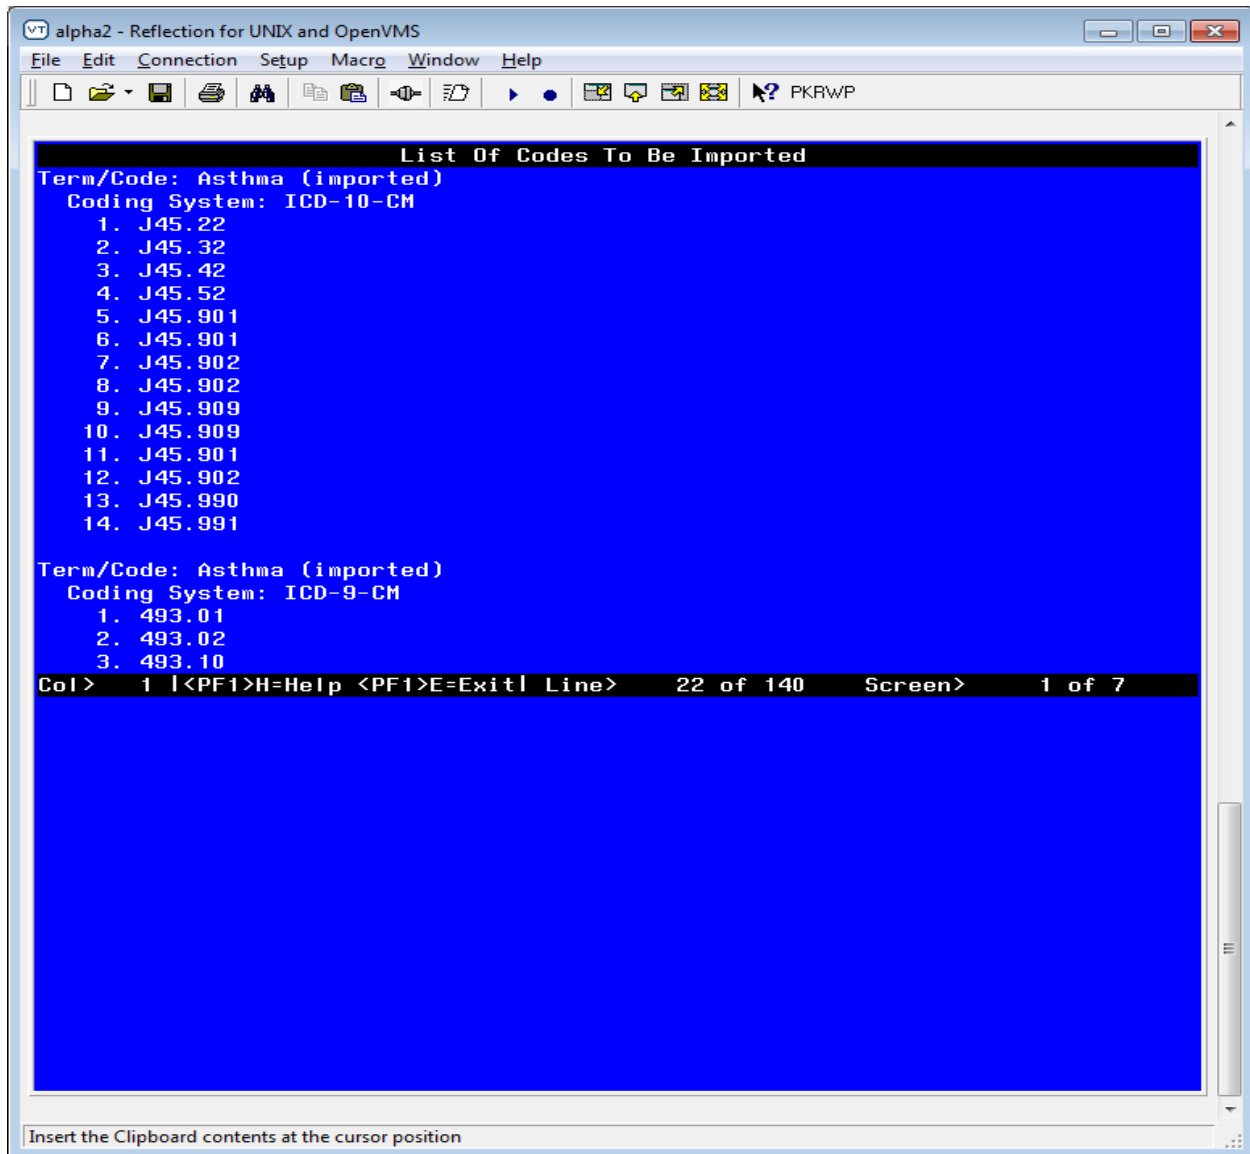 VT alpha2 - Reflection for UNIX and OpenVMS
File Edit Connection Setup Macro Window Help
PKRWP
List Of Codes To Be Imported
Term/Code: Asthma (imported)
Coding System: ICD-10-CM
1. J45.22
2. J45.32
3. J45.42
4. J45.52
5. J45.901
6. J45.901
7. J45.902
8. J45.902
9. J45.909
10. J45.909
11. J45.901
12. J45.902
13. J45.990
14. J45.991
Term/Code: Asthma (imported)
Coding System: ICD-9-CM
1. 493.01
2. 493.02
3. 493.10
Col> 1 |<PF1>H=Help <PF1>E=Exit| Line> 22 of 140 Screen> 1 of 7
Insert the Clipboard contents at the cursor position